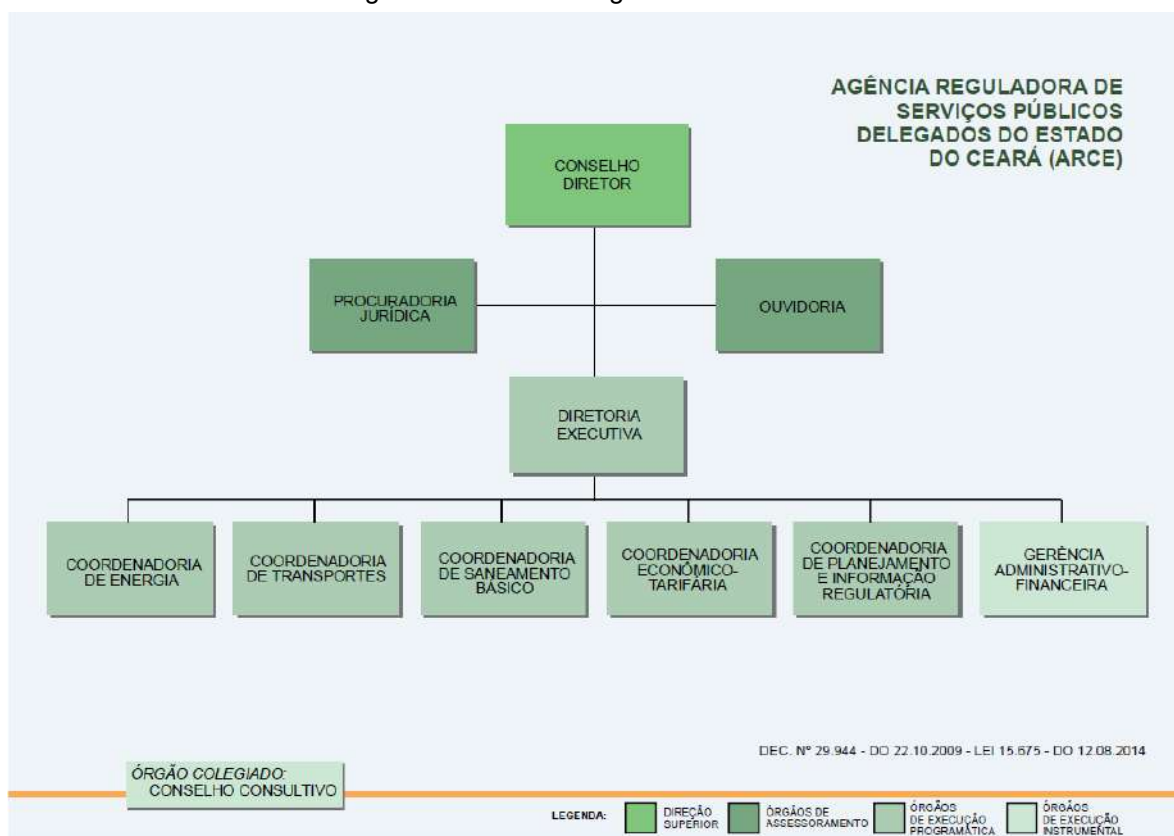 AGÊNCIA REGULADORA DE
SERVIÇOS PÚBLICOS
DELEGADOS DO ESTADO
DO CEARÁ (ARCE)
CONSELHO
DIRETOR
PROCURADORIA
JURÍDICA
OUVIDORIA
DIRETORIA
EXECUTIVA
COORDENADORIA
DE ENERGIA
COORDENADORIA
DE TRANSPORTES
COORDENADORIA
DE SANEAMENTO
BÁSICO
COORDENADORIA
ECONÔMICO-
TARIFÁRIA
COORDENADORIA
DE PLANEJAMENTO
E INFORMAÇÃO
REGULATÓRIA
GERÊNCIA
ADMINISTRATIVO-
FINANCEIRA
DEC. Nº 29.944 - DO 22.10.2009 - LEI 15.675 - DO 12.08.2014
ÓRGÃO COLEGIADO:
CONSELHO CONSULTIVO
LEGENDA:
DIREÇÃO
SUPERIOR
ÓRGÃOS DE
ASSESSORAMENTO
ÓRGÃOS
DE EXECUÇÃO
PROGRAMÁTICA
ÓRGÃOS
DE EXECUÇÃO
INSTRUMENTAL